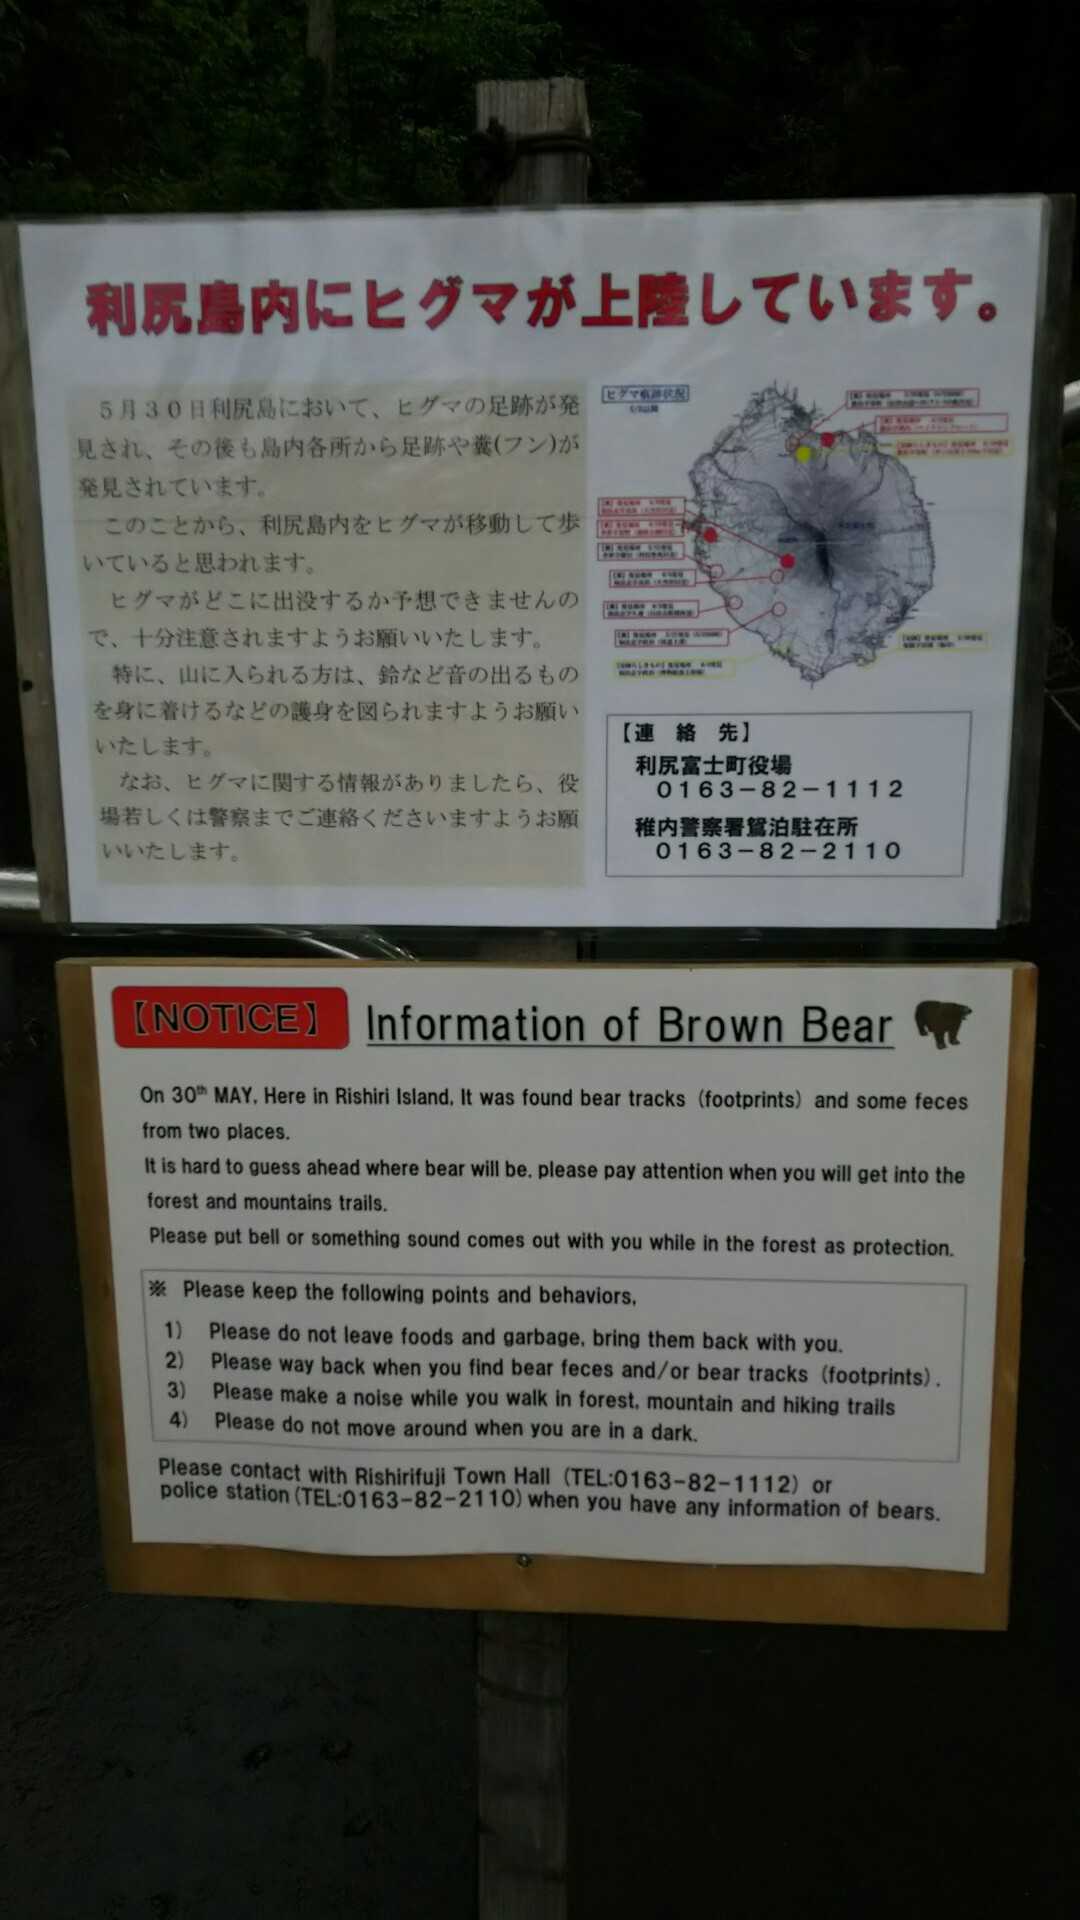 利尻島内にヒグマが上陸しています。
５月３０日利尻島において、ヒグマの足跡が発
見され、その後も島内各所から足跡や糞(フン)が
発見されています。
このことから、利尻島内をヒグマが移動して歩
いていると思われます。
ヒグマがどこに出没するか予想できませんの
で、十分注意されますようお願いいたします。
特に、山に入られる方は、鈴など音の出るもの
を身に着けるなどの護身を図られますようお願い
いたします。
なお、ヒグマに関する情報がありましたら、役
場若しくは警察までご連絡くださいますようお願
いいたします。
ヒグマ痕跡状況
【連 絡 先】
利尻富士町役場
０１６３－８２－１１１２
稚内警察署鴛泊駐在所
０１６３－８２－２１１０
【NOTICE】 Information of Brown Bear
On 30th MAY, Here in Rishiri Island, It was found bear tracks (footprints) and some feces
from two places.
It is hard to guess ahead where bear will be. please pay attention when you will get into the
forest and mountains trails.
Please put bell or something sound comes out with you while in the forest as protection.
※ Please keep the following points and behaviors,
1) Please do not leave foods and garbage, bring them back with you.
2) Please way back when you find bear feces and/or bear tracks (footprints).
3) Please make a noise while you walk in forest, mountain and hiking trails
4) Please do not move around when you are in a dark.
Please contact with Rishirifuji Town Hall (TEL:0163-82-1112) or
police station(TEL:0163-82-2110)when you have any information of bears.